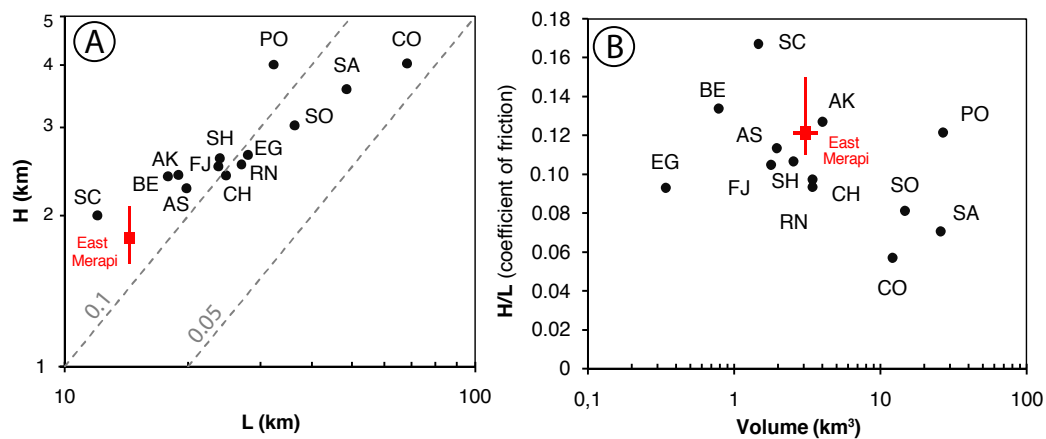 A
H (km)
5
4
3
2
1
PO
CO
SA
SO
SH
EG
AK
FJ
RN
BE
CH
AS
SC
East
Merapi
0.1
0.05
10
100
L (km)
B
H/L (coefficient of friction)
0.18
0.16
0.14
0.12
0.10
0.08
0.06
0.04
0.02
0
SC
BE
AK
PO
AS
East
Merapi
EG
FJ
SH
CH
SO
RN
SA
CO
0,1
1
10
100
Volume (km³)